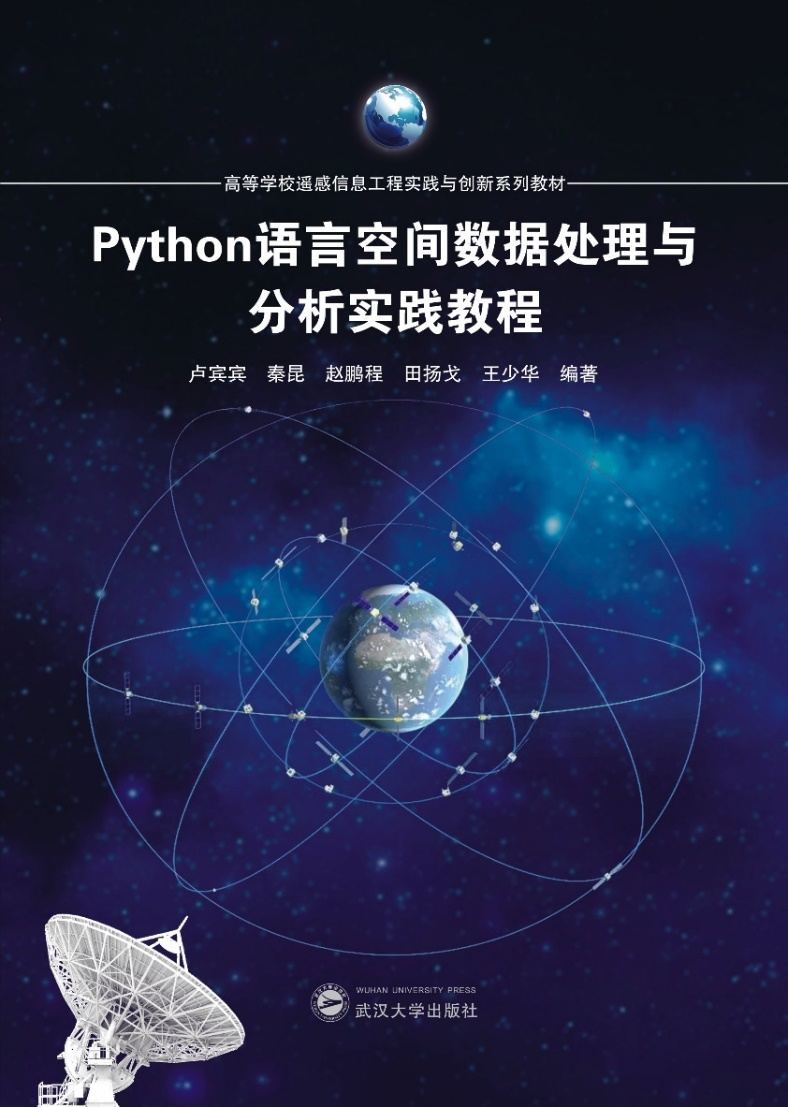 高等学校遥感信息工程实践与创新系列教材
Python语言空间数据处理与
分析实践教程
卢宾宾 秦昆 赵鹏程 田扬戈 王少华 编著
WUHAN UNIVERSITY PRESS
武汉大学出版社